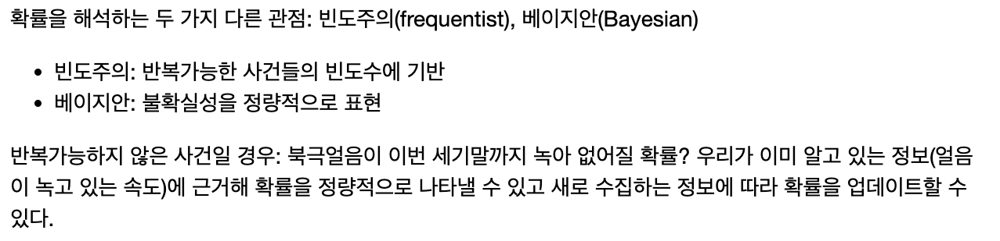 확률을 해석하는 두 가지 다른 관점: 빈도주의(frequentist), 베이지안(Bayesian)
• 빈도주의: 반복가능한 사건들의 빈도수에 기반
• 베이지안: 불확실성을 정량적으로 표현
반복가능하지 않은 사건일 경우: 북극얼음이 이번 세기말까지 녹아 없어질 확률? 우리가 이미 알고 있는 정보(얼음
이 녹고 있는 속도)에 근거해 확률을 정량적으로 나타낼 수 있고 새로 수집하는 정보에 따라 확률을 업데이트할 수
있다.